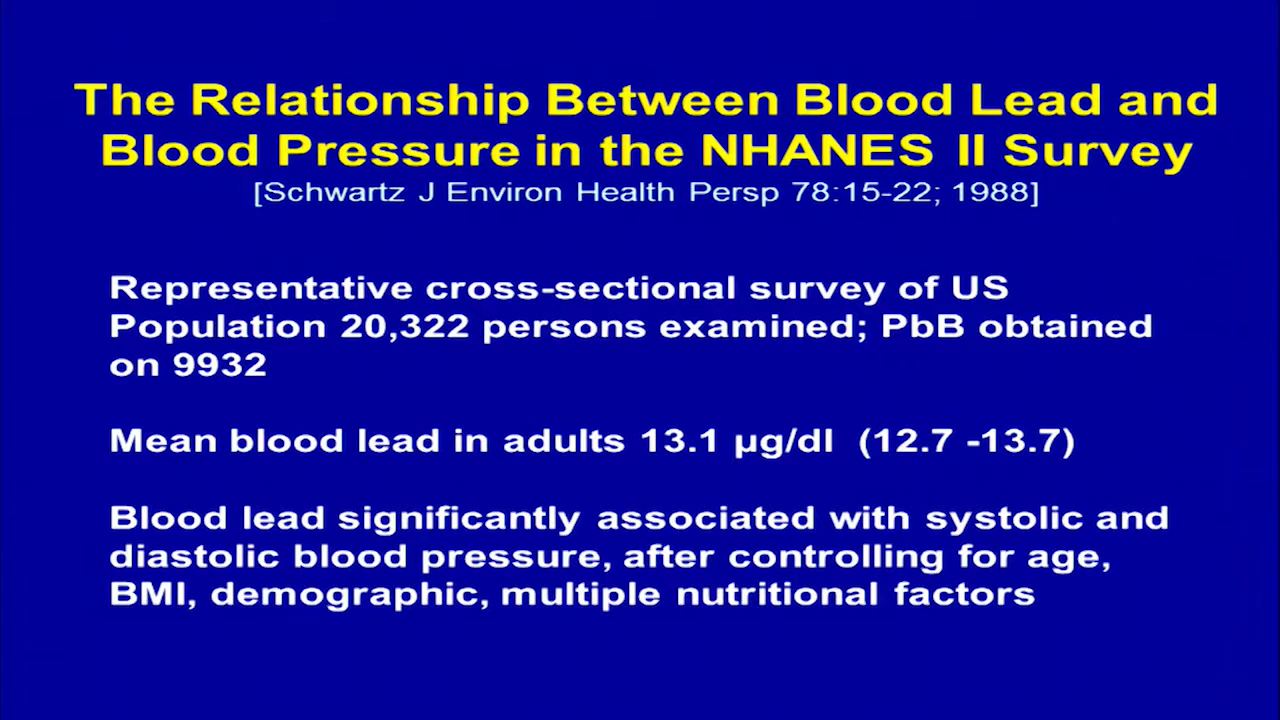 The Relationship Between Blood Lead and
Blood Pressure in the NHANES II Survey
[Schwartz J Environ Health Persp 78:15-22; 1988]
Representative cross-sectional survey of US
Population 20,322 persons examined; PbB obtained
on 9932
Mean blood lead in adults 13.1 µg/dl (12.7 -13.7)
Blood lead significantly associated with systolic and
diastolic blood pressure, after controlling for age,
BMI, demographic, multiple nutritional factors